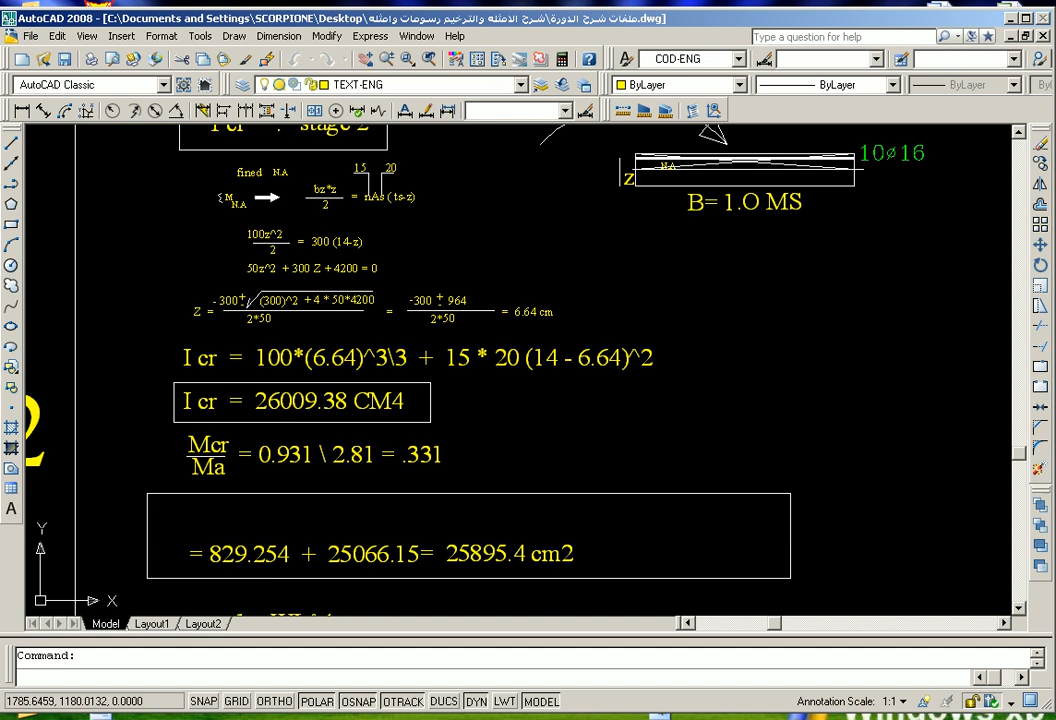 AutoCAD 2008 - [C:\Documents and Settings\SCORPIONE\Desktop\ملفات شرح الدورة\شرح الامثله والترخيم رسومات وامثله.dwg]
File Edit View Insert Format Tools Draw Dimension Modify Express Window Help
Type a question for help
COD-ENG
AutoCAD Classic
TEXT-ENG
ByLayer
ByLayer
ByLayer
I cr : stage 2
10ø16
N.A
z
B= 1.O MS
fined N.A
15 20
M N.A
bz*z
2
= nAs ( ts-z)
100z^2
2
= 300 (14-z)
50z^2 +300 Z +4200 = 0
Z = -300 + - (300)^2 + 4 * 50*4200
2*50
= -300 + - 964
2*50
= 6.64 cm
I cr = 100*(6.64)^3\3 + 15 * 20 (14 - 6.64)^2
I cr = 26009.38 CM4
Mcr
Ma
= 0.931 \ 2.81 = .331
2
= 829.254 + 25066.15= 25895.4 cm2
Y
X
Model Layout1 Layout2
Command:
1785.6459, 1180.0132, 0.0000
SNAP GRID ORTHO POLAR OSNAP OTRACK DUCS DYN LWT MODEL
Annotation Scale: 1:1